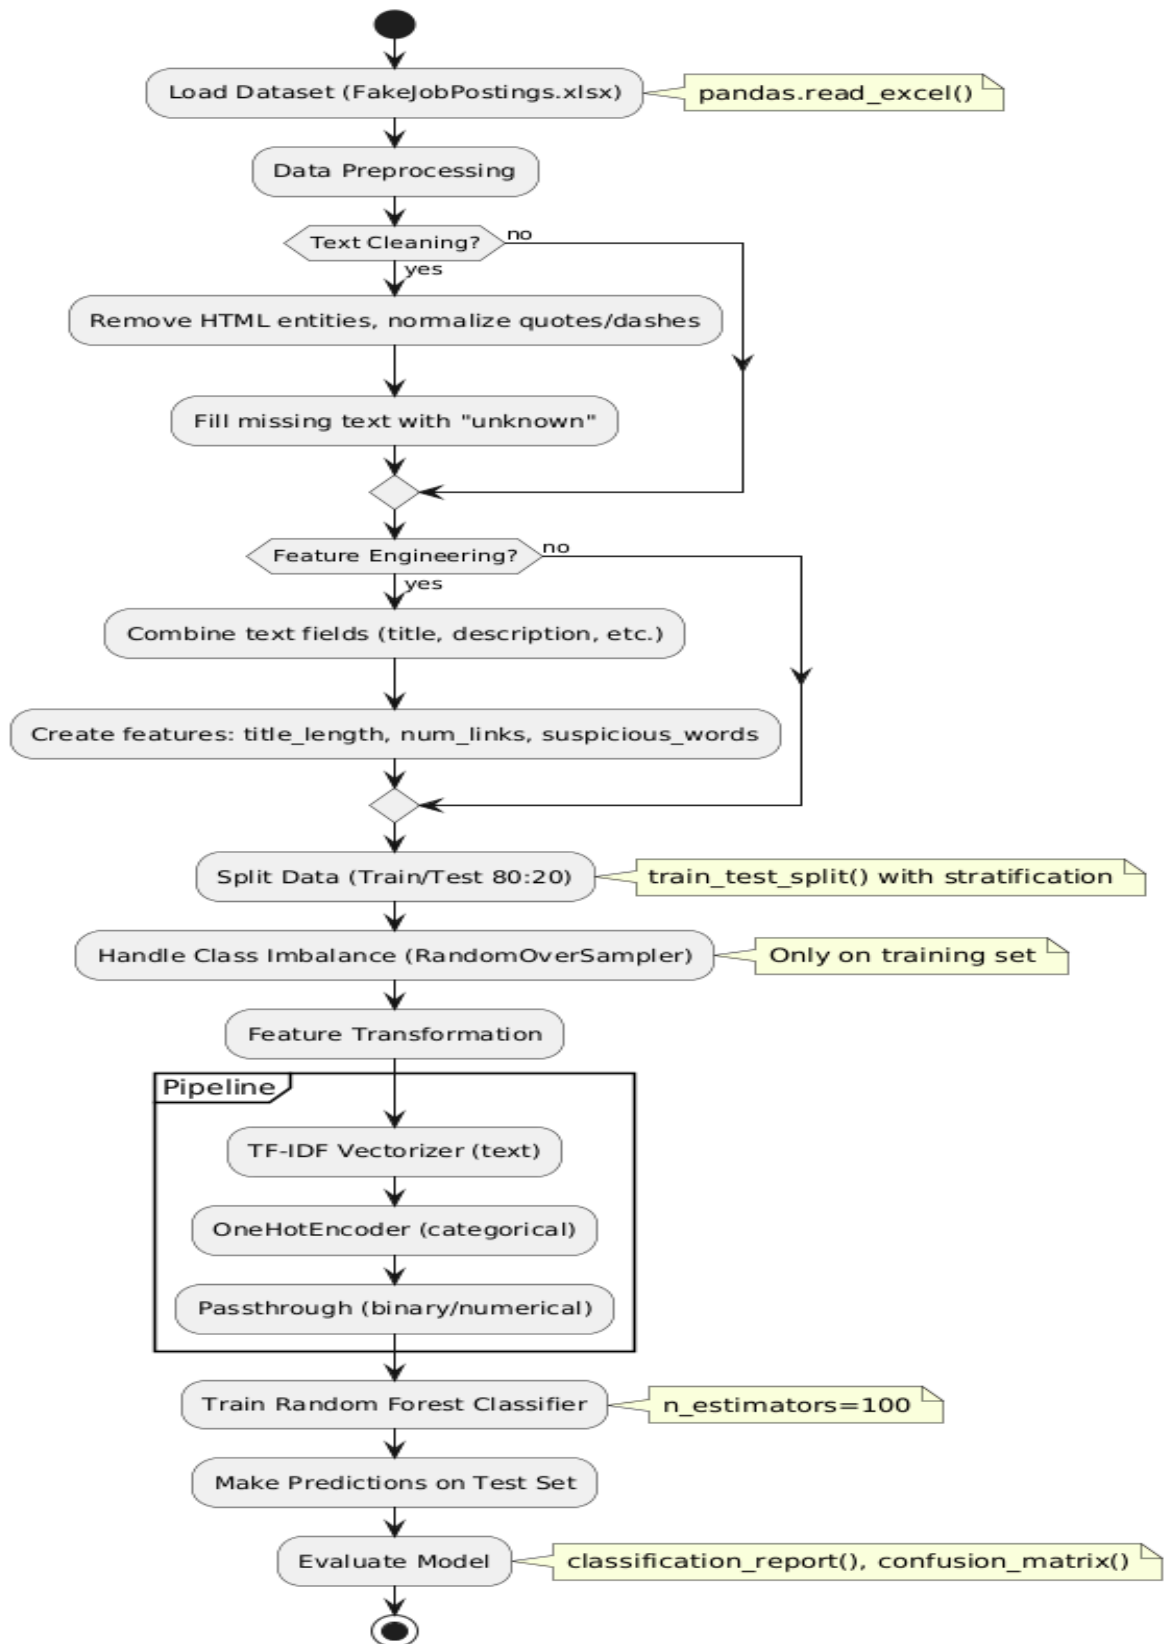 Load Dataset (FakeJobPostings.xlsx)
pandas.read_excel()
Data Preprocessing
Text Cleaning?
no
yes
Remove HTML entities, normalize quotes/dashes
Fill missing text with "unknown"
Feature Engineering?
no
yes
Combine text fields (title, description, etc.)
Create features: title_length, num_links, suspicious_words
Split Data (Train/Test 80:20)
train_test_split() with stratification
Handle Class Imbalance (RandomOverSampler)
Only on training set
Feature Transformation
Pipeline
TF-IDF Vectorizer (text)
OneHotEncoder (categorical)
Passthrough (binary/numerical)
Train Random Forest Classifier
n_estimators=100
Make Predictions on Test Set
Evaluate Model
classification_report(), confusion_matrix()